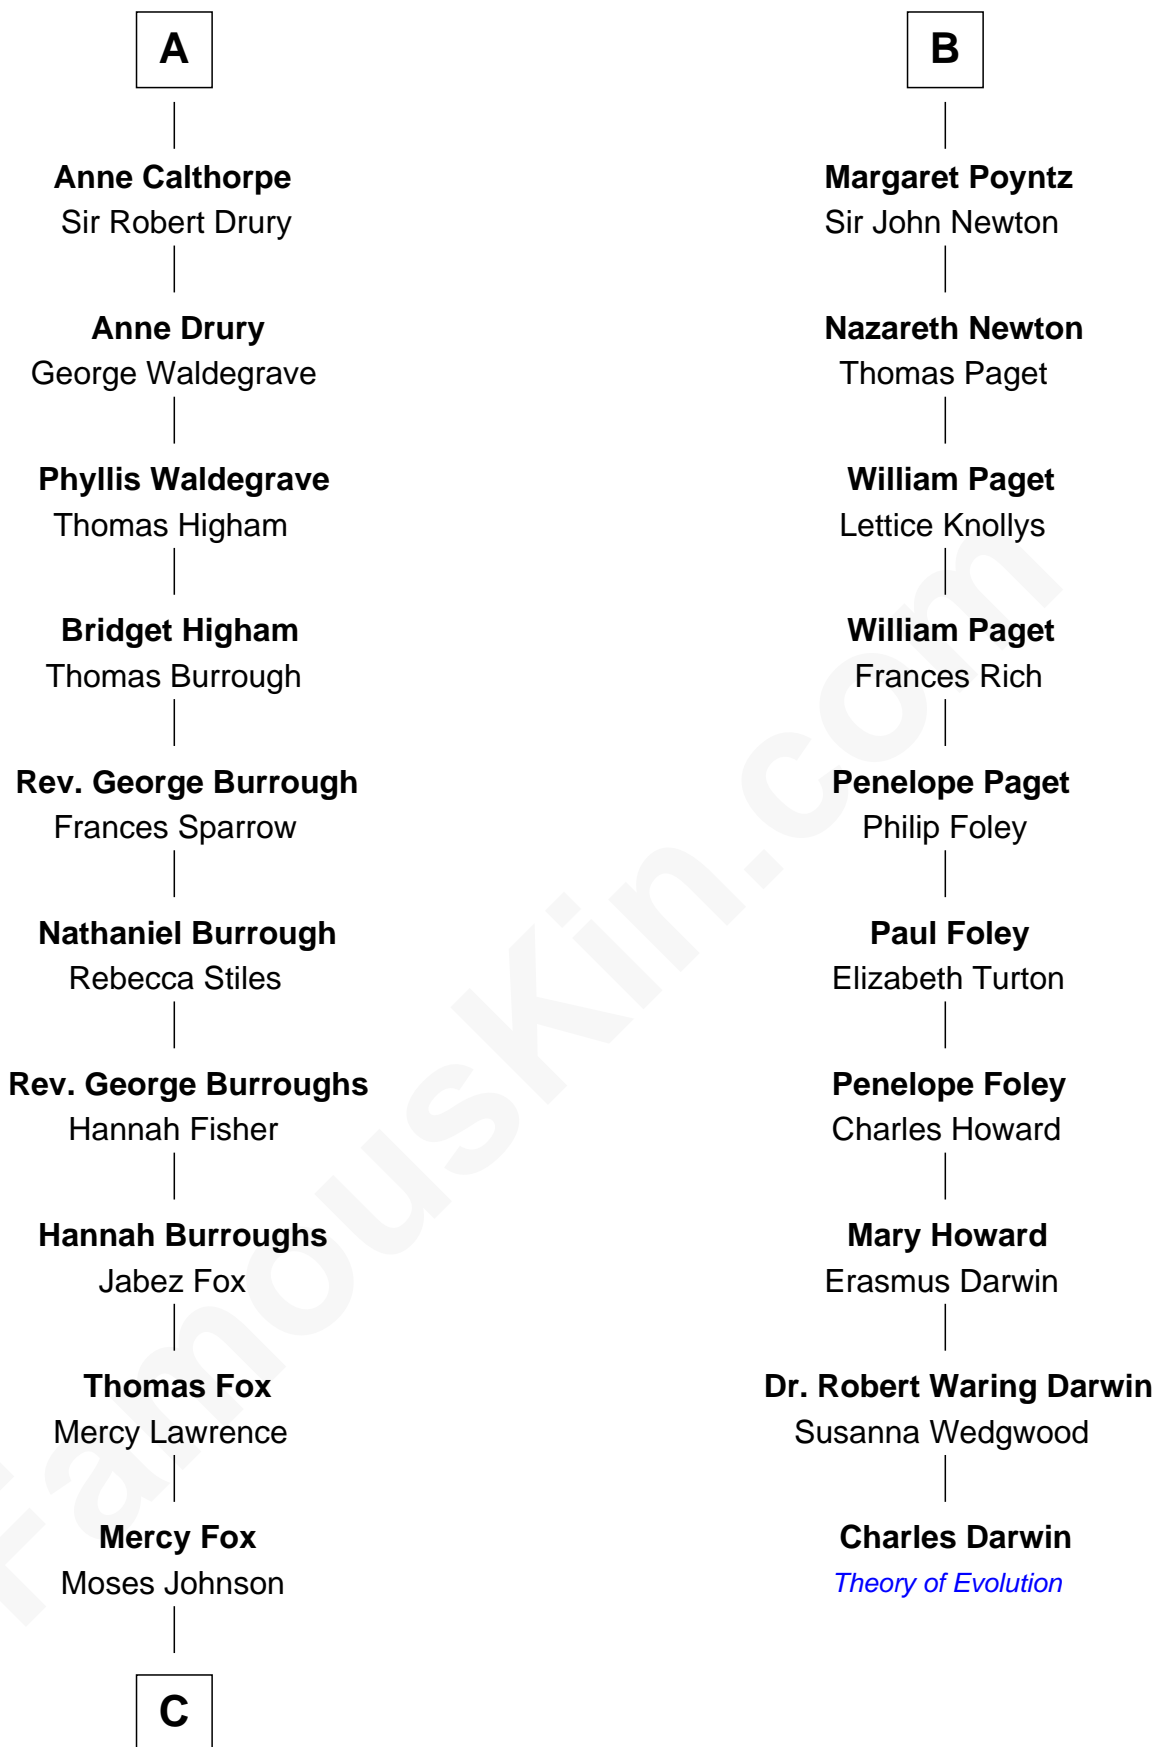 A
Anne Calthorpe
Sir Robert Drury
Anne Drury
George Waldegrave
Phyllis Waldegrave
Thomas Higham
Bridget Higham
Thomas Burrough
Rev. George Burrough
Frances Sparrow
Nathaniel Burrough
Rebecca Stiles
Rev. George Burroughs
Hannah Fisher
Hannah Burroughs
Jabez Fox
Thomas Fox
Mercy Lawrence
Mercy Fox
Moses Johnson
C
B
Margaret Poyntz
Sir John Newton
Nazareth Newton
Thomas Paget
William Paget
Lettice Knollys
William Paget
Frances Rich
Penelope Paget
Philip Foley
Paul Foley
Elizabeth Turton
Penelope Foley
Charles Howard
Mary Howard
Erasmus Darwin
Dr. Robert Waring Darwin
Susanna Wedgwood
Charles Darwin
Theory of Evolution
FamousKin.com